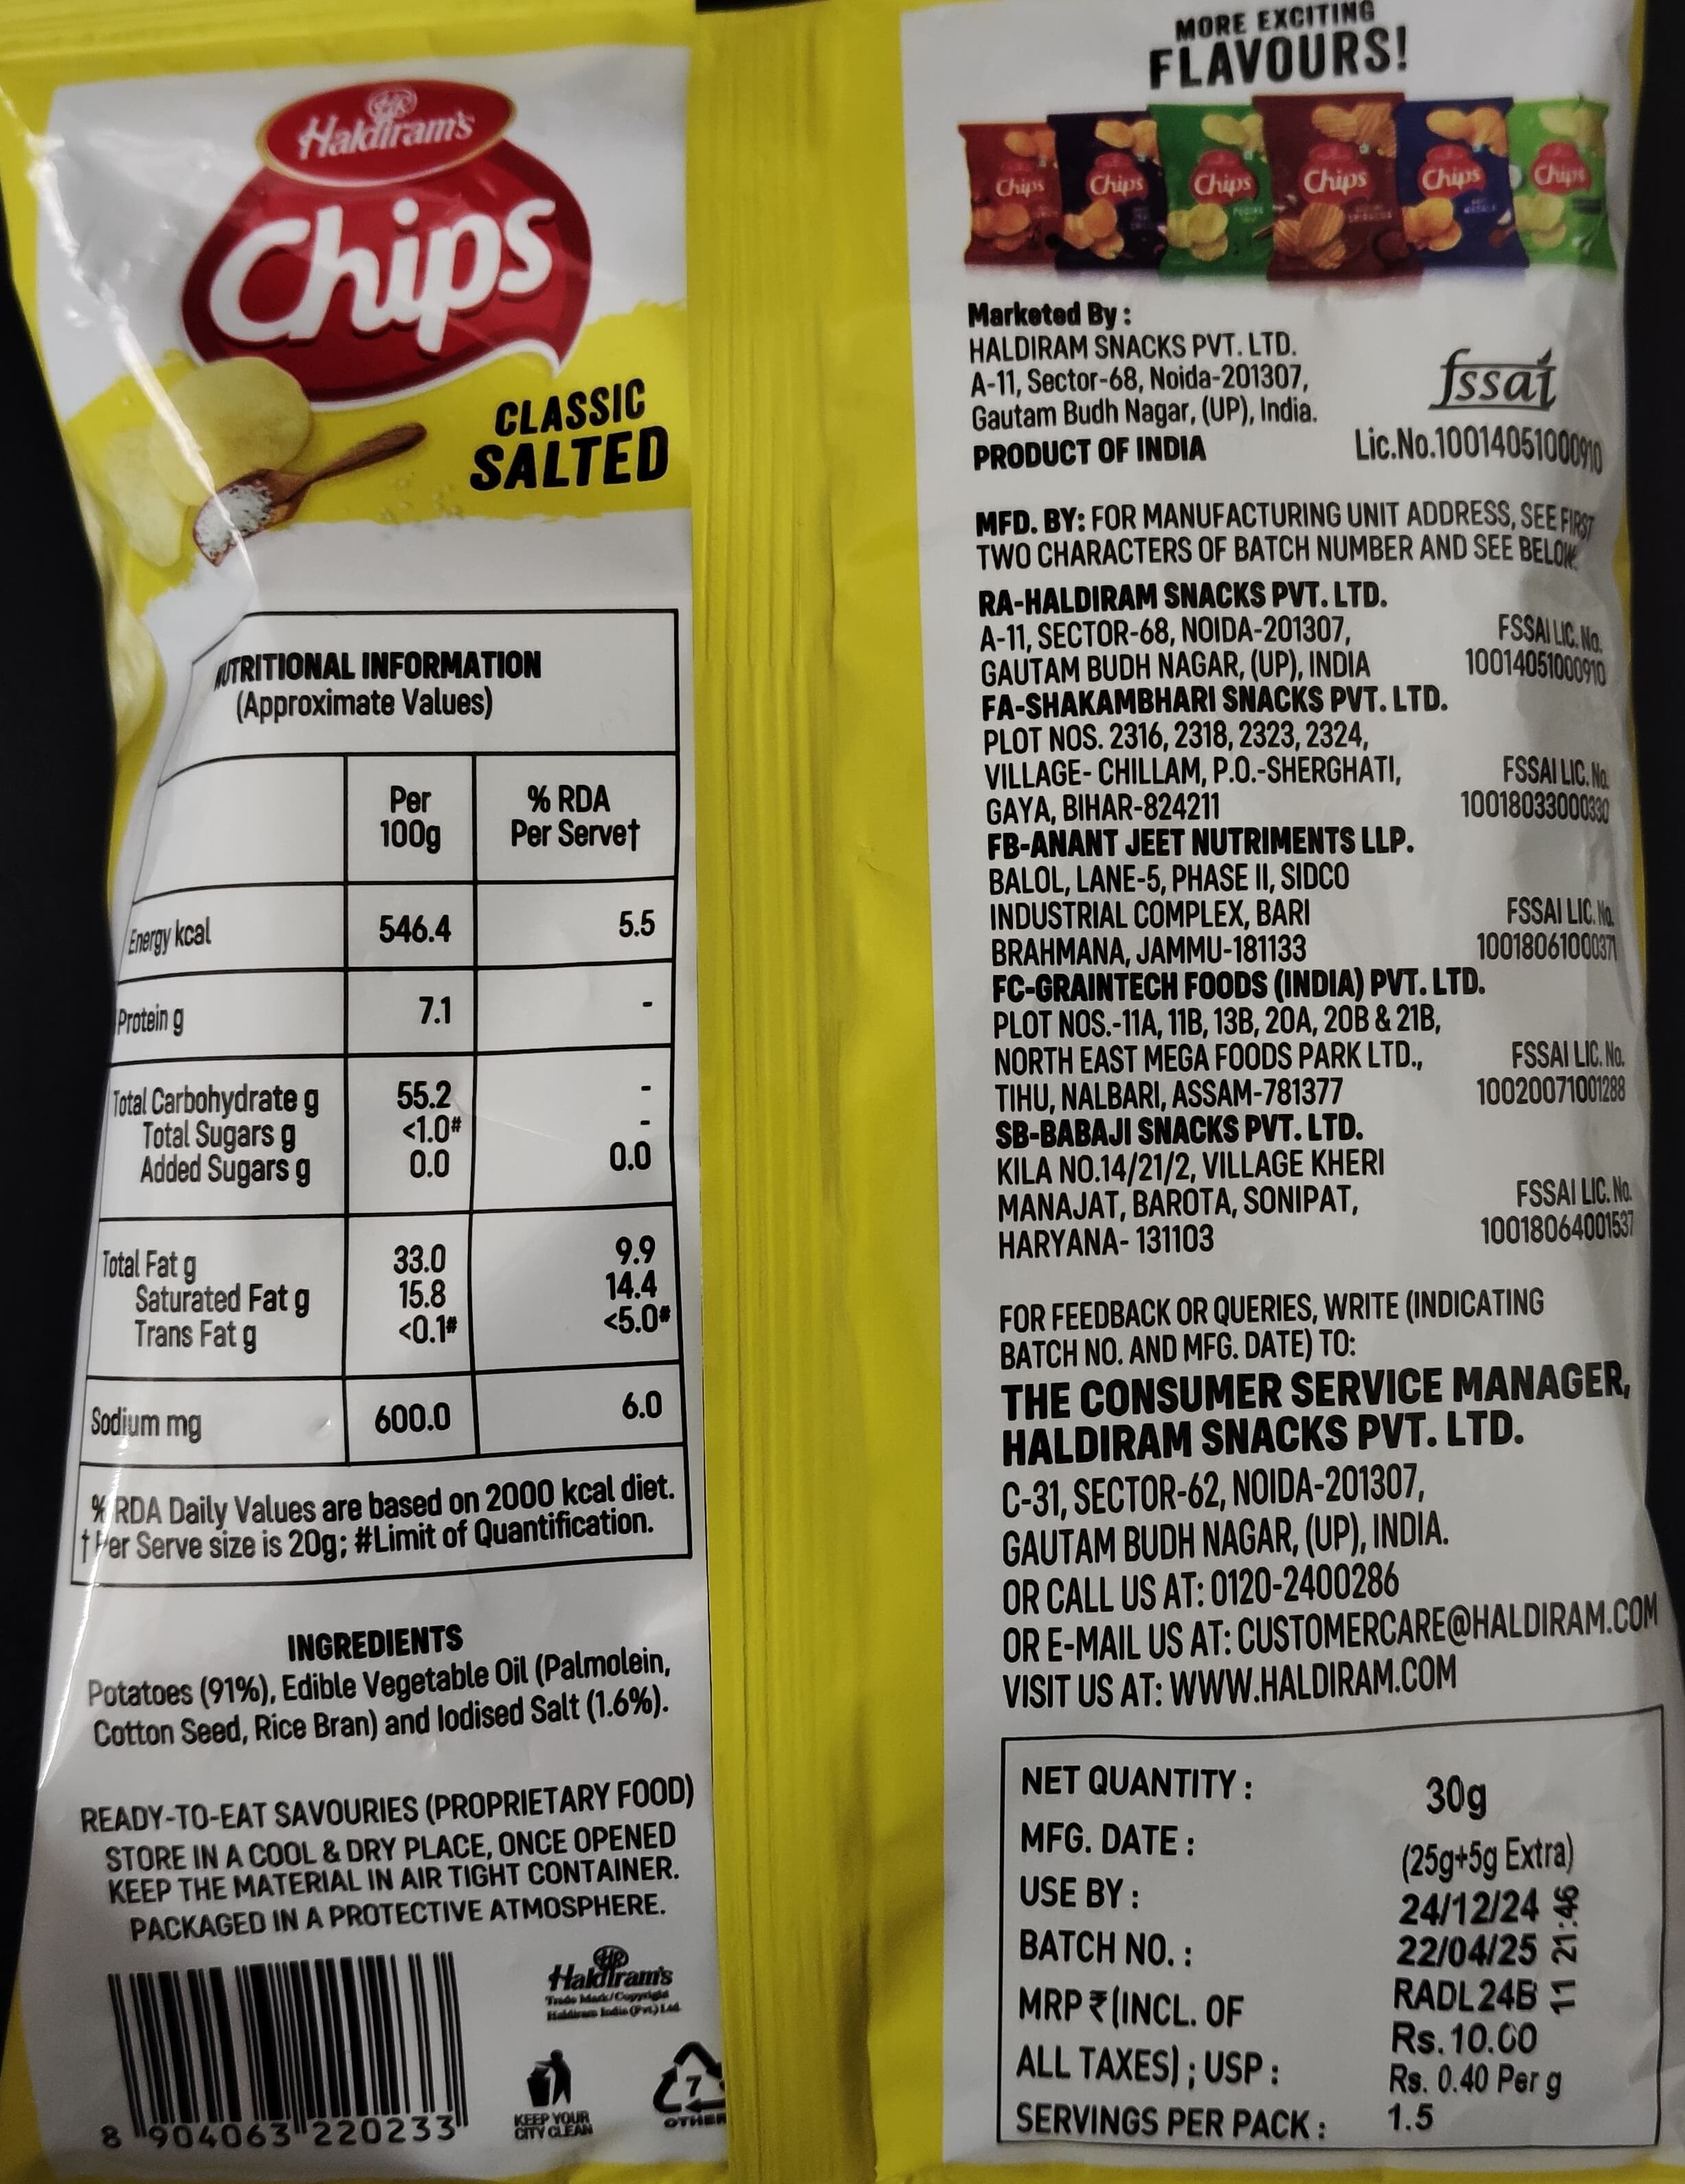 Haldiram's
Chips
CLASSIC
SALTED
NUTRITIONAL INFORMATION
(Approximate Values)
Per 100g % RDA Per Serve†
Energy kcal 546.4 5.5
Protein g 7.1 -
Total Carbohydrate g 55.2 -
Total Sugars g <1.0# -
Added Sugars g 0.0 0.0
Total Fat g 33.0 9.9
Saturated Fat g 15.8 14.4
Trans Fat g <0.1# <5.0#
Sodium mg 600.0 6.0
% RDA Daily Values are based on 2000 kcal diet.
† Per Serve size is 20g; #Limit of Quantification.
INGREDIENTS
Potatoes (91%), Edible Vegetable Oil (Palmolein,
Cotton Seed, Rice Bran) and Iodised Salt (1.6%).
READY-TO-EAT SAVOURIES (PROPRIETARY FOOD)
STORE IN A COOL & DRY PLACE, ONCE OPENED
KEEP THE MATERIAL IN AIR TIGHT CONTAINER.
PACKAGED IN A PROTECTIVE ATMOSPHERE.
Haldiram's
Trade Mark/Copyright
Haldiram India (Pvt.) Ltd.
KEEP YOUR
CITY CLEAN
7
OTHER
8 904063 220233
MORE EXCITING
FLAVOURS!
Chips Chips Chips Chips Chips Chips
Marketed By :
HALDIRAM SNACKS PVT. LTD.
A-11, Sector-68, Noida-201307,
Gautam Budh Nagar, (UP), India.
PRODUCT OF INDIA
fssai
Lic.No.10014051000910
MFD. BY: FOR MANUFACTURING UNIT ADDRESS, SEE FIRST
TWO CHARACTERS OF BATCH NUMBER AND SEE BELOW.
RA-HALDIRAM SNACKS PVT. LTD.
A-11, SECTOR-68, NOIDA-201307, FSSAI LIC. No.
GAUTAM BUDH NAGAR, (UP), INDIA 10014051000910
FA-SHAKAMBHARI SNACKS PVT. LTD.
PLOT NOS. 2316, 2318, 2323, 2324,
VILLAGE- CHILLAM, P.O.-SHERGHATI, FSSAI LIC. No.
GAYA, BIHAR-824211 10018033000330
FB-ANANT JEET NUTRIMENTS LLP.
BALOL, LANE-5, PHASE II, SIDCO
INDUSTRIAL COMPLEX, BARI FSSAI LIC. No.
BRAHMANA, JAMMU-181133 10018061000371
FC-GRAINTECH FOODS (INDIA) PVT. LTD.
PLOT NOS.-11A, 11B, 13B, 20A, 20B & 21B,
NORTH EAST MEGA FOODS PARK LTD., FSSAI LIC. No.
TIHU, NALBARI, ASSAM-781377 10020071001288
SB-BABAJI SNACKS PVT. LTD.
KILA NO.14/21/2, VILLAGE KHERI
MANAJAT, BAROTA, SONIPAT, FSSAI LIC. No.
HARYANA- 131103 10018064001537
FOR FEEDBACK OR QUERIES, WRITE (INDICATING
BATCH NO. AND MFG. DATE) TO:
THE CONSUMER SERVICE MANAGER,
HALDIRAM SNACKS PVT. LTD.
C-31, SECTOR-62, NOIDA-201307,
GAUTAM BUDH NAGAR, (UP), INDIA.
OR CALL US AT: 0120-2400286
OR E-MAIL US AT: CUSTOMERCARE@HALDIRAM.COM
VISIT US AT: WWW.HALDIRAM.COM
NET QUANTITY : 30g
(25g+5g Extra)
MFG. DATE : 24/12/24
USE BY : 22/04/25
BATCH NO. : RADL24B
11 21:46
MRP ₹ (INCL. OF Rs. 10.00
ALL TAXES) ; USP : Rs. 0.40 Per g
SERVINGS PER PACK : 1.5